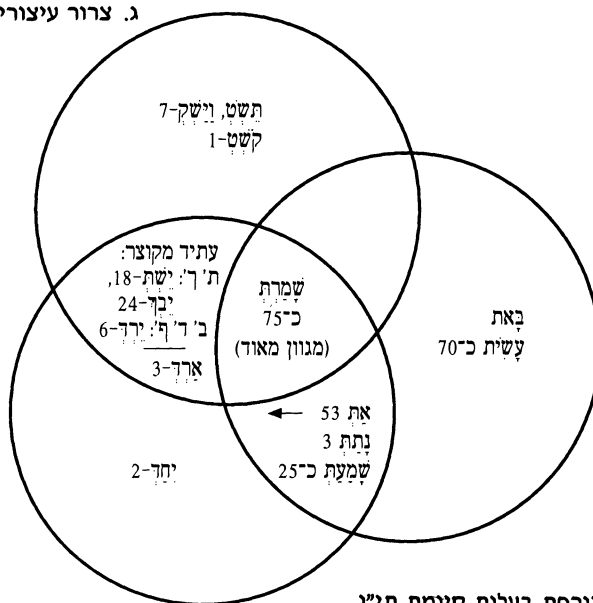 ג. צרור עיצורי
תֵּשְׂטְ, וַיַּשְׁקְ-7
קֹשְׁטְ-1
עתיד מקוצר:
ת' ך': יֵשְׁתְּ-18,
יֵבְךְּ-24
ב' ד' ף': יֵרְדְּ-6
אֵרְדְּ-3
שָׁמַרְתְּ
כ-75
(מגוון מאוד)
בָּאת
עָשִׂית כ-70
אַתְּ 53 ←
נָתַתְּ 3
שָׁמַעַתְּ כ-25
יִחַדְּ-2